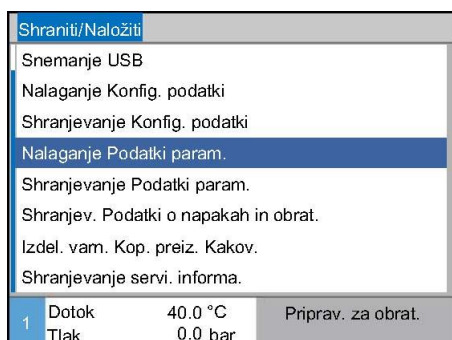 Shraniti/Naložiti
Snemanje USB
Nalaganje Konfig. podatki
Shranjevanje Konfig. podatki
Nalaganje Podatki param.
Shranjevanje Podatki param.
Shranjev. Podatki o napakah in obrat.
Izdel. varn. Kop. preiz. Kakov.
Shranjevanje servi. informa.
1 Dotok 40.0 °C Priprav. za obrat.
Tlak 0.0 bar